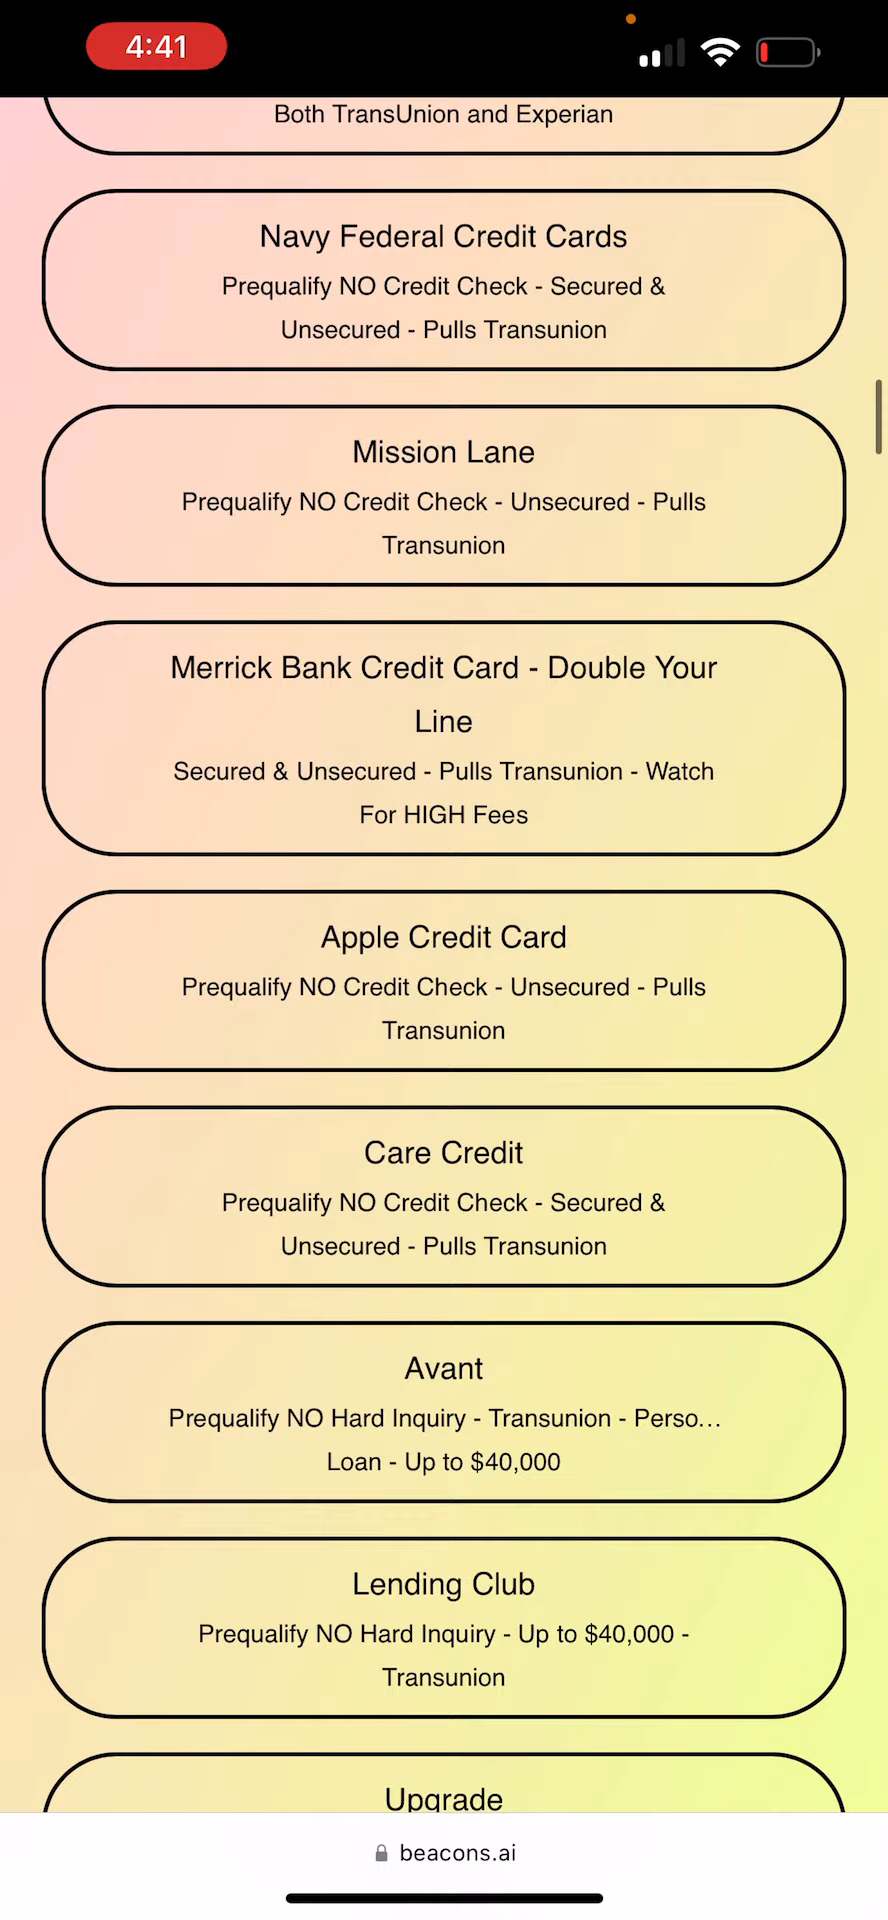 4:41
Both TransUnion and Experian
Navy Federal Credit Cards
Prequalify NO Credit Check - Secured &
Unsecured - Pulls Transunion
Mission Lane
Prequalify NO Credit Check - Unsecured - Pulls
Transunion
Merrick Bank Credit Card - Double Your
Line
Secured & Unsecured - Pulls Transunion - Watch
For HIGH Fees
Apple Credit Card
Prequalify NO Credit Check - Unsecured - Pulls
Transunion
Care Credit
Prequalify NO Credit Check - Secured &
Unsecured - Pulls Transunion
Avant
Prequalify NO Hard Inquiry - Transunion - Perso...
Loan - Up to $40,000
Lending Club
Prequalify NO Hard Inquiry - Up to $40,000 -
Transunion
Upgrade
beacons.ai